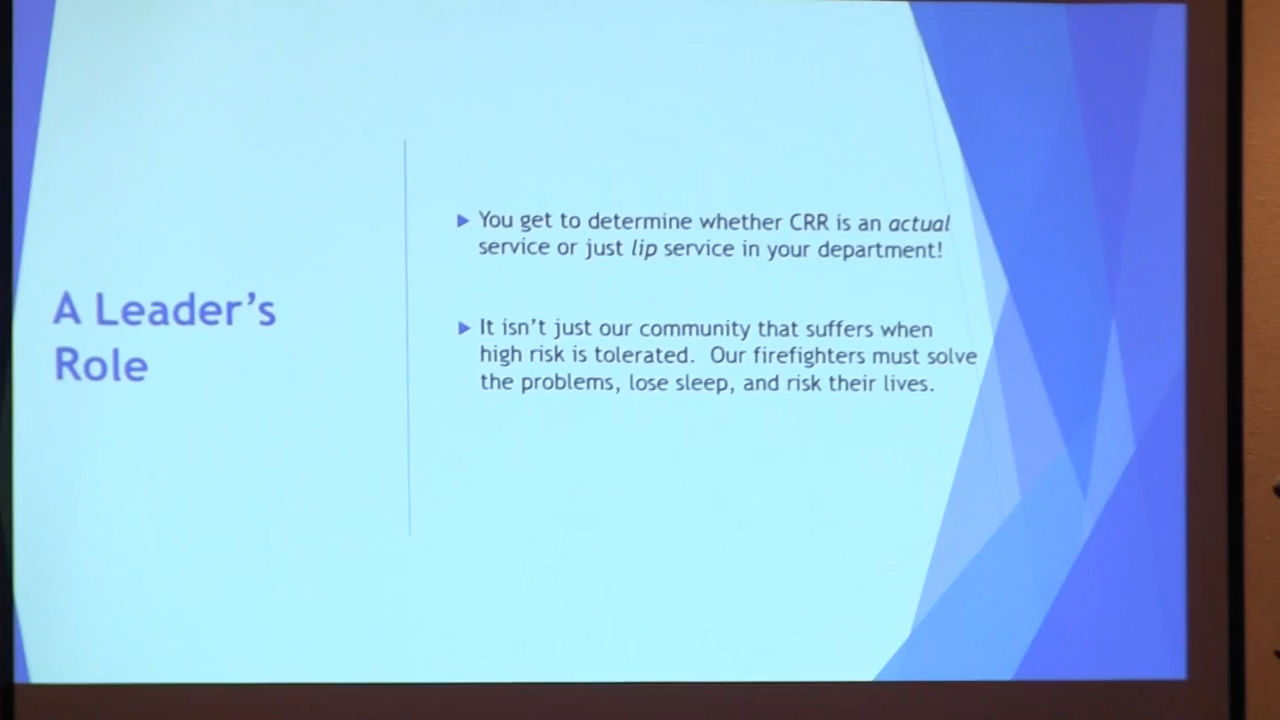 A Leader's
Role
You get to determine whether CRR is an actual
service or just lip service in your department!
It isn't just our community that suffers when
high risk is tolerated.  Our firefighters must solve
the problems, lose sleep, and risk their lives.